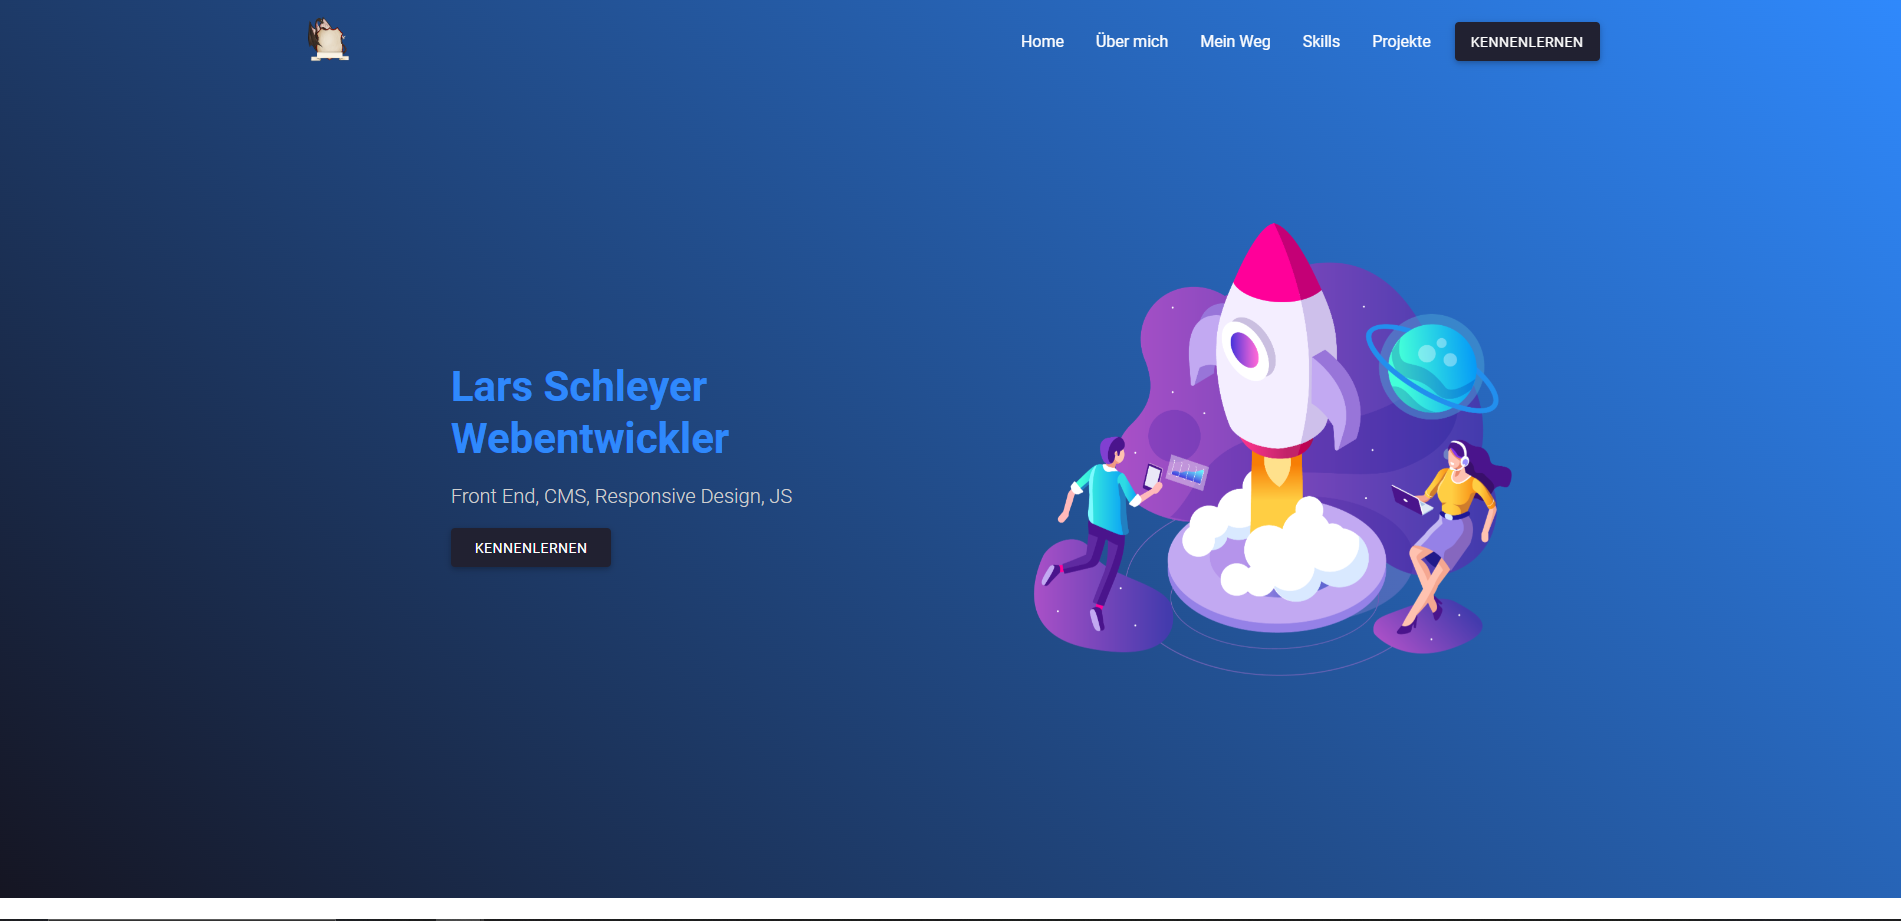 Home
Über mich
Mein Weg
Skills
Projekte
KENNENLERNEN
Lars Schleyer
Webentwickler
Front End, CMS, Responsive Design, JS
KENNENLERNEN